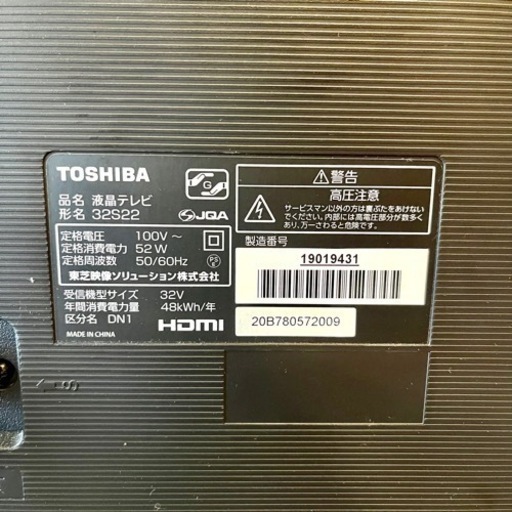 TOSHIBA
品名 液晶テレビ
形名 32S22
JQA
定格電圧 100V~
定格消費電力 52W
定格周波数 50/60Hz
PS
E
東芝映像ソリューション株式会社
受信機型サイズ 32V
年間消費電力量 48kWh/年
区分名 DN1
MADE IN CHINA
HDMI
警告
高圧注意
サービスマン以外の方は裏ぶたをあけない
でください。内部には高電圧部分が数多く
あり、万一さわると危険です。
製造番号
19019431
20B780572009